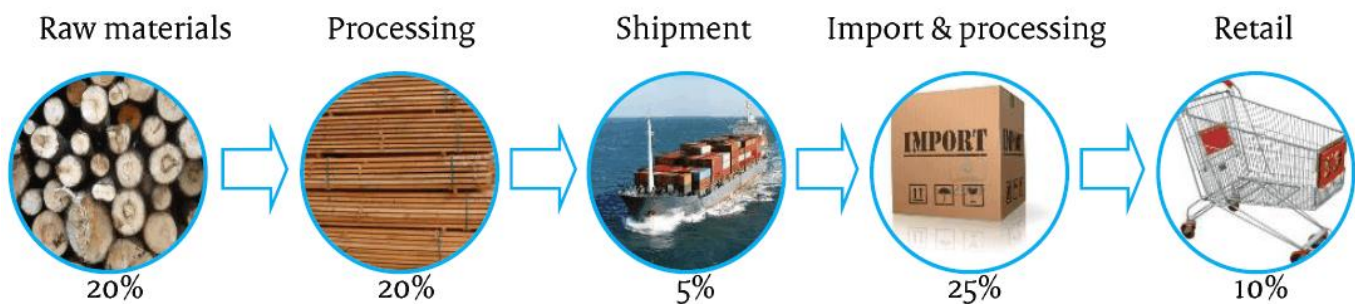 Raw materials
Processing
Shipment
Import & processing
Retail
IMPORT
20%
20%
5%
25%
10%